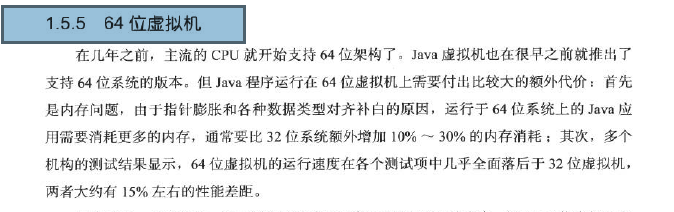 1.5.5 64 位虚拟机
在几年之前，主流的 CPU 就开始支持 64 位架构了。Java 虚拟机也在很早之前就推出了
支持 64 位系统的版本。但 Java 程序运行在 64 位虚拟机上需要付出比较大的额外代价：首先
是内存问题，由于指针膨胀和各种数据类型对齐补白的原因，运行于 64 位系统上的 Java 应
用需要消耗更多的内存，通常要比 32 位系统额外增加 10% ～ 30% 的内存消耗；其次，多个
机构的测试结果显示，64 位虚拟机的运行速度在各个测试项中几乎全面落后于 32 位虚拟机，
两者大约有 15% 左右的性能差距。